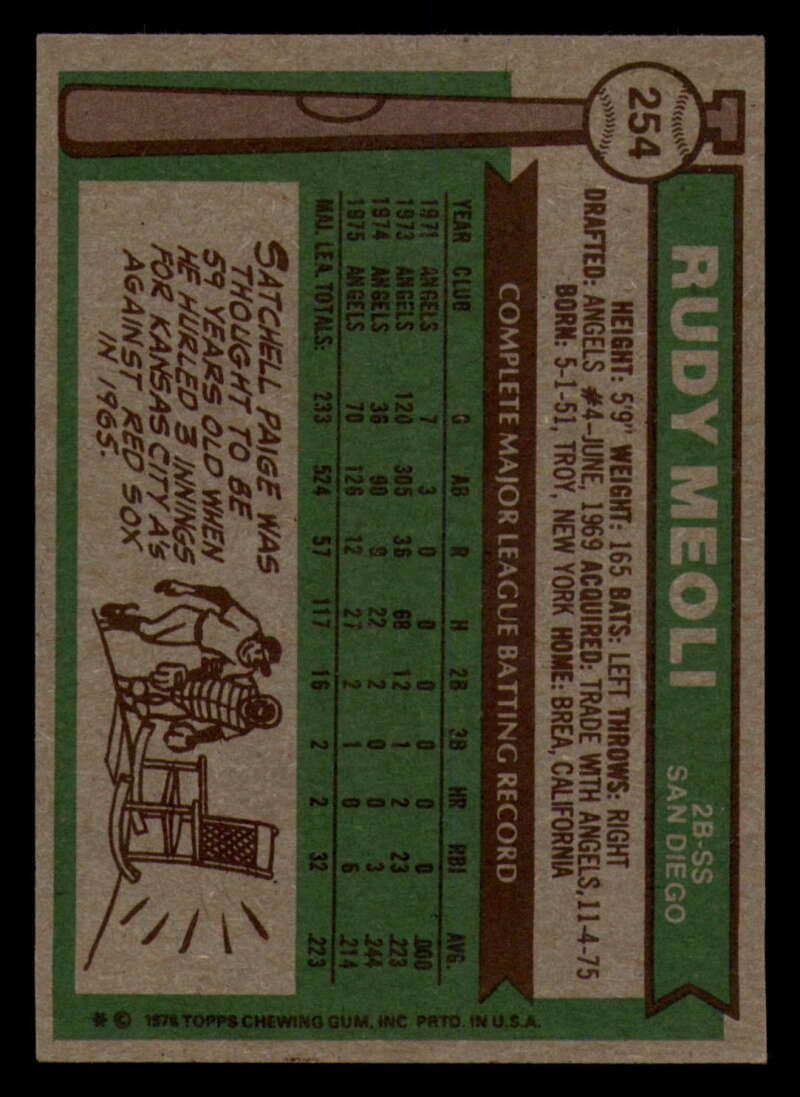 254
RUDY MEOLI
2B-SS
SAN DIEGO
HEIGHT: 5'9" WEIGHT: 165 BATS: LEFT THROWS: RIGHT
DRAFTED: ANGELS #4-JUNE, 1969 ACQUIRED: TRADE WITH ANGELS, 11-4-75
BORN: 5-1-51, TROY, NEW YORK HOME: BREA, CALIFORNIA
COMPLETE MAJOR LEAGUE BATTING RECORD
YEAR CLUB G AB R H 2B 3B HR RBI AVG.
1971 ANGELS 7 3 0 0 0 0 0 0 .000
1973 ANGELS 120 305 36 68 12 1 2 23 .223
1974 ANGELS 36 90 9 22 2 0 0 3 .244
1975 ANGELS 70 126 12 27 2 1 0 6 .214
MAJ. LEA. TOTALS: 233 524 57 117 16 2 2 32 .223
SATCHELL PAIGE WAS
THOUGHT TO BE
59 YEARS OLD WHEN
HE HURLED 3 INNINGS
FOR KANSAS CITY A'S
AGAINST RED SOX
IN 1965.
* © 1976 TOPPS CHEWING GUM, INC PRTD. IN U.S.A.